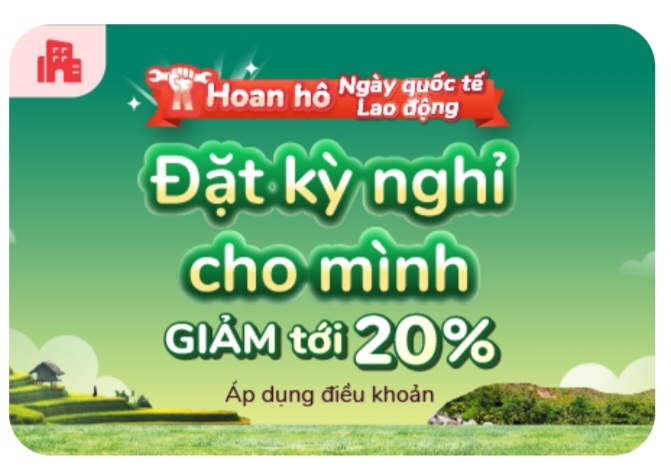 Hoan hô Ngày quốc tế
Lao động
Đặt kỳ nghỉ
cho mình
GIẢM tới 20%
Áp dụng điều khoản